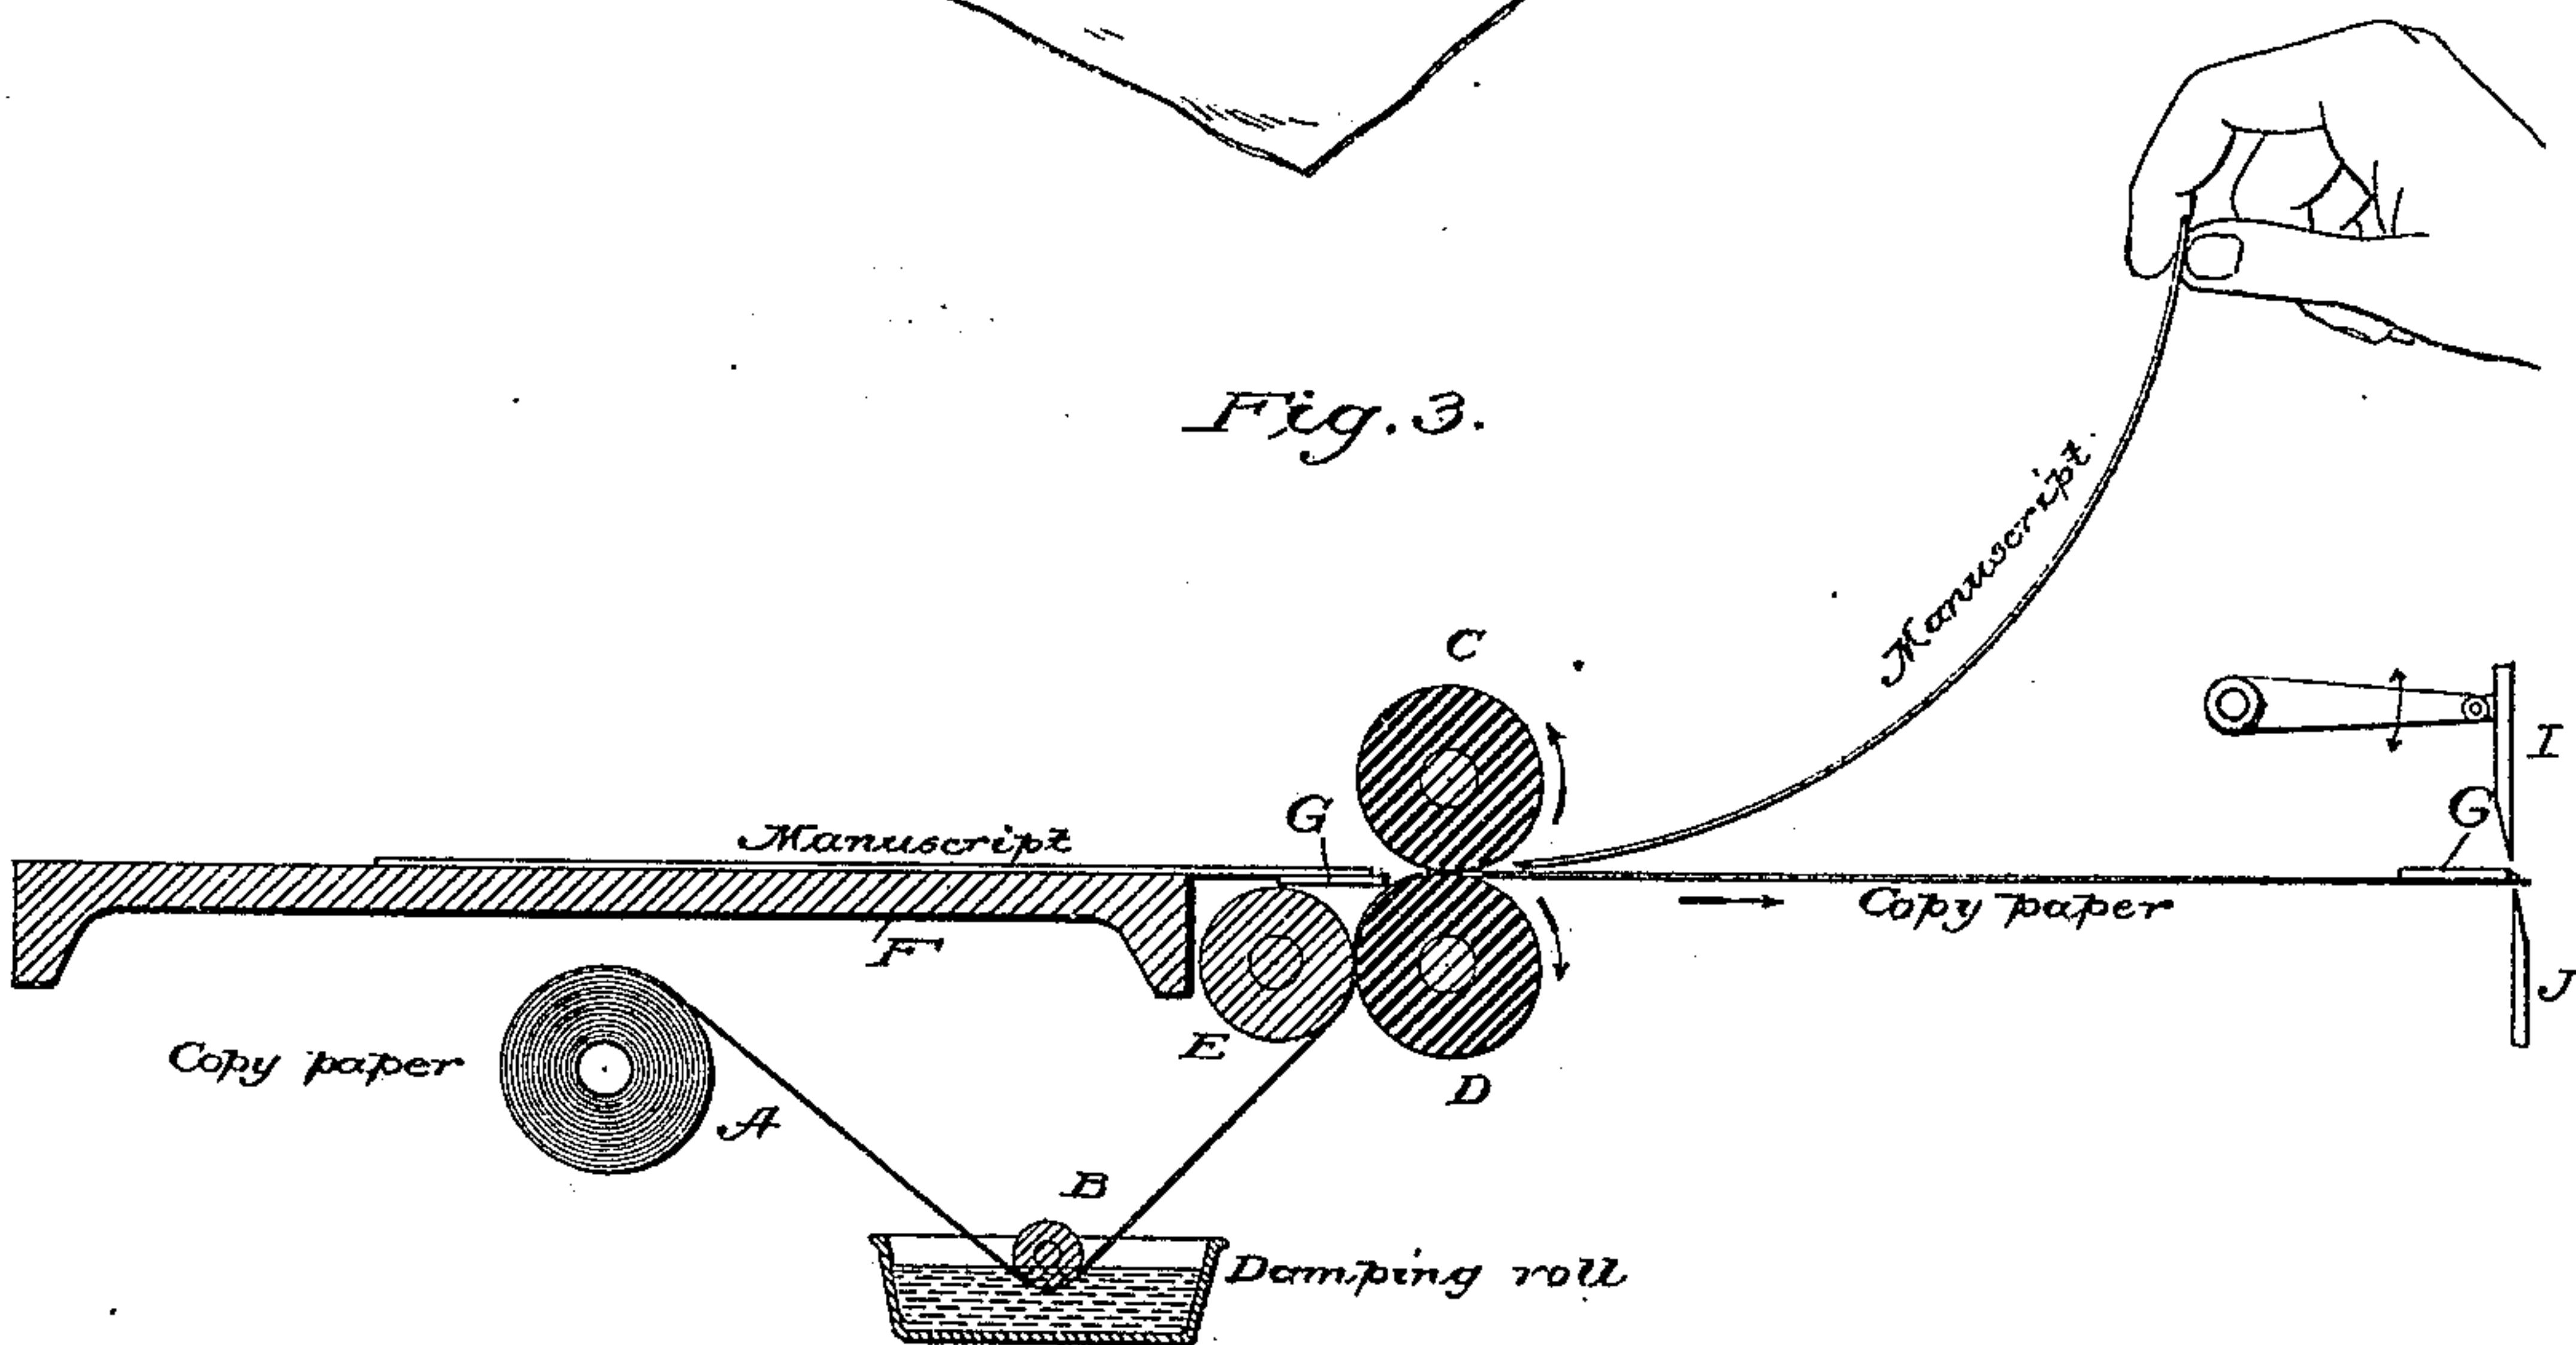 Fig. 3.
Manuscript
C
I
G
G
Manuscript
Copy paper
F
J
Copy paper
E
D
A
B
Damping roll